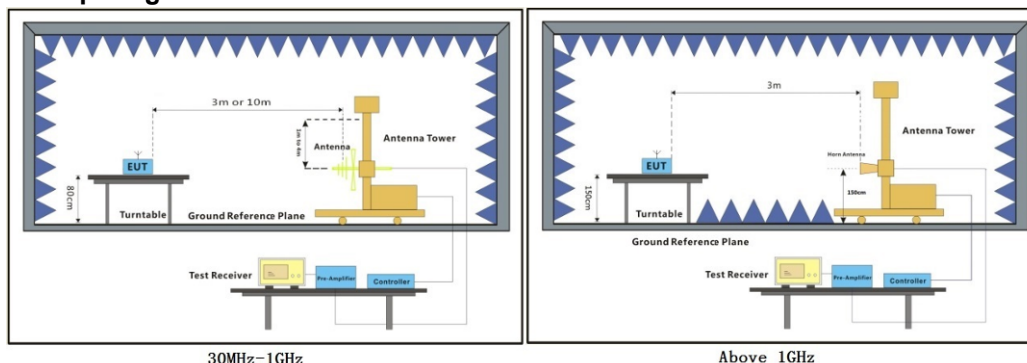 3m or 10m
1m to 4m
Antenna
Antenna Tower
EUT
80cm
Turntable
Ground Reference Plane
Test Receiver
Pre-Amplifier
Controller
30MHz-1GHz
3m
Antenna Tower
Horn Antenna
EUT
150cm
150cm
Turntable
Ground Reference Plane
Test Receiver
Pre-Amplifier
Controller
Above 1GHz